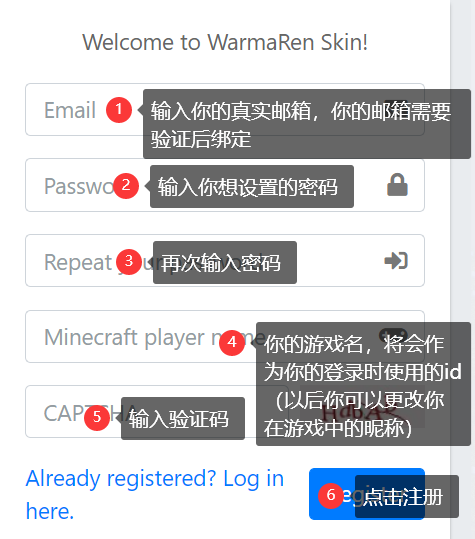 Welcome to WarmaRen Skin!
Email 1 输入你的真实邮箱，你的邮箱需要
验证后绑定
2 输入你想设置的密码
Repeat 3 再次输入密码
Minecraft player 4 你的游戏名，将会作
为你的登录时使用的id
（以后你可以更改你
在游戏中的昵称）
5 输入验证码
Already registered? Log in
here.
6 点击注册